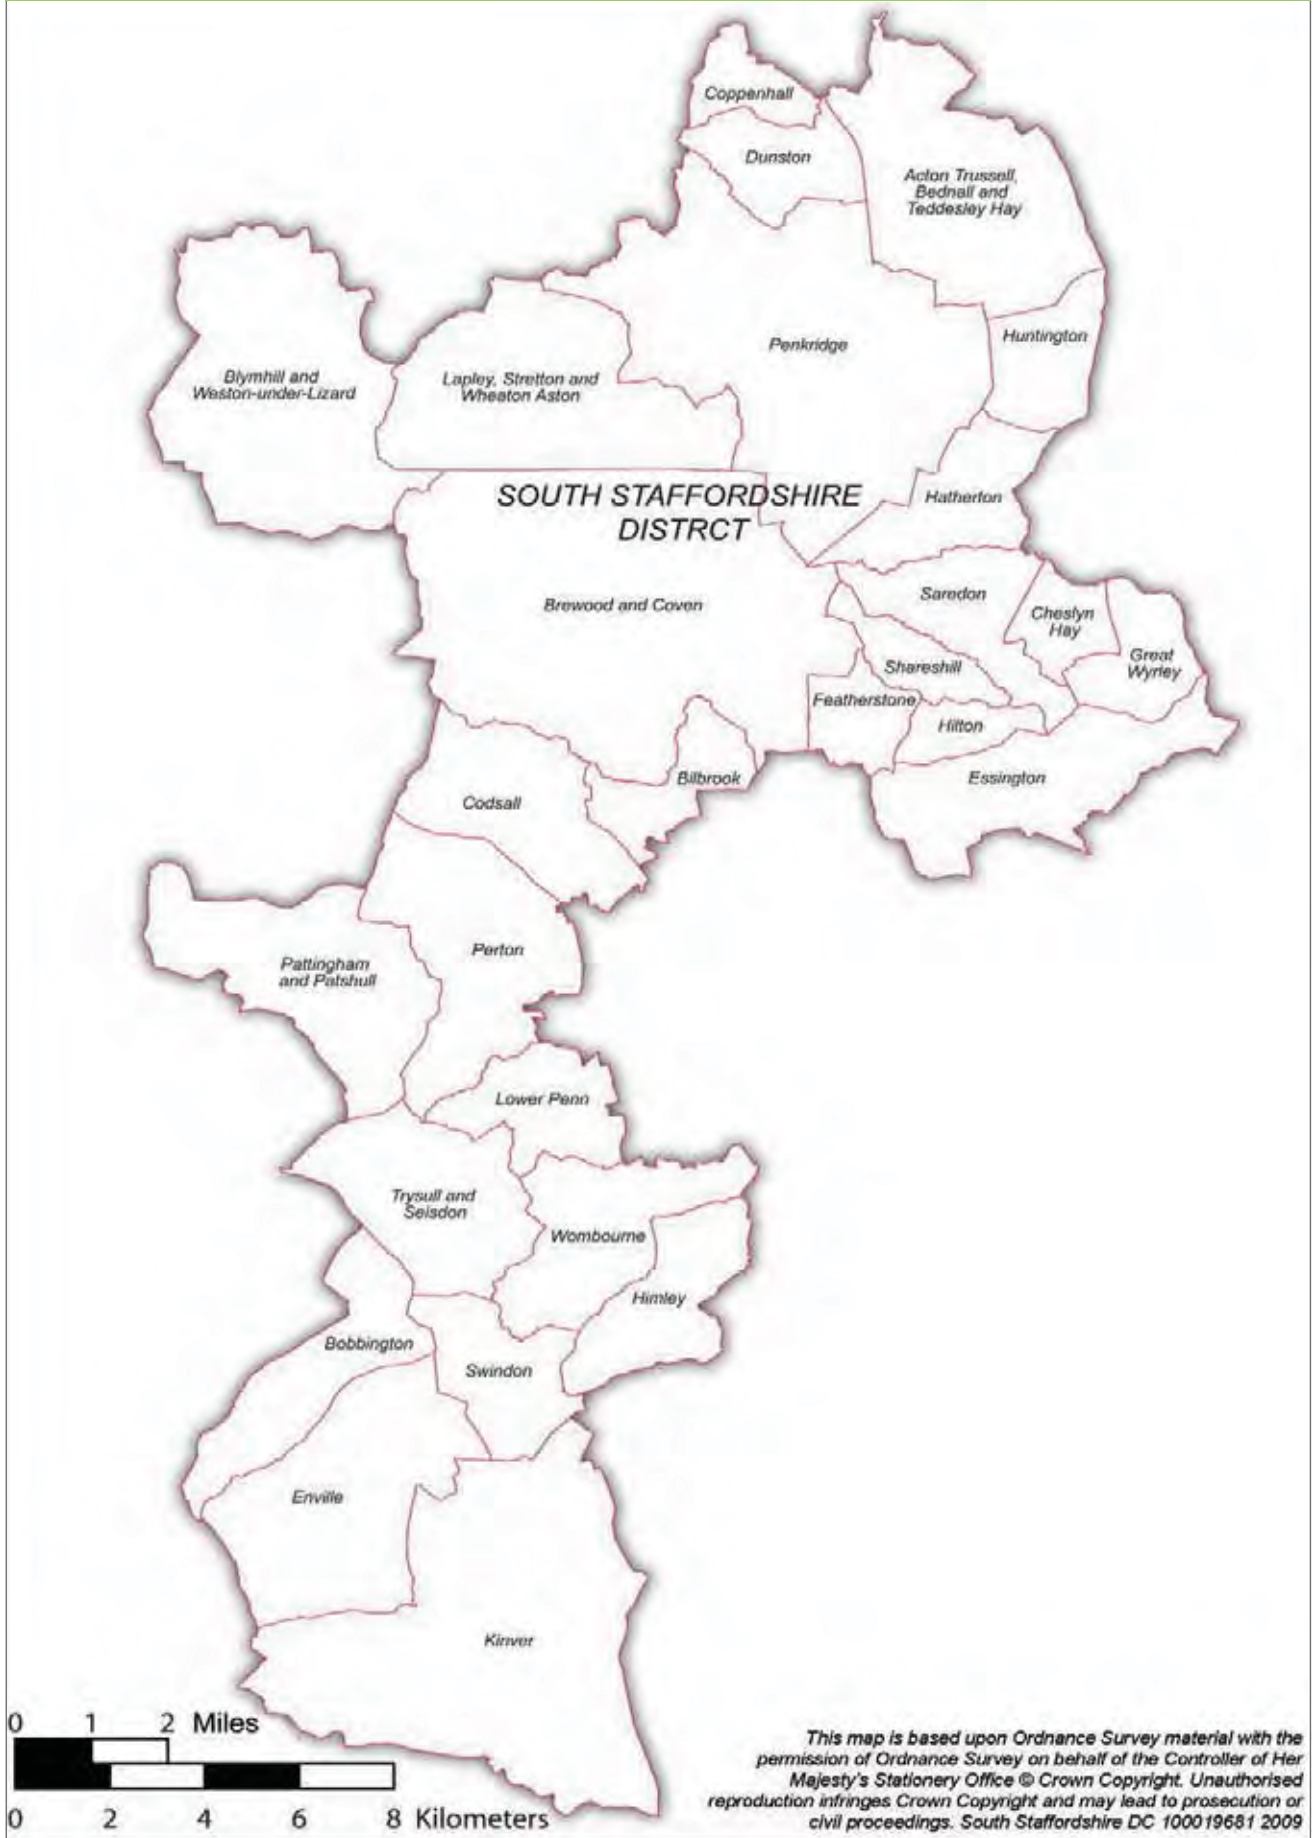 Coppenhall
Dunston
Acton Trussell,
Bednall and
Teddesley Hay
Penkridge
Huntington
Blymhill and
Weston-under-Lizard
Lapley, Stretton and
Wheaton Aston
SOUTH STAFFORDSHIRE
DISTRCT
Hatherton
Brewood and Coven
Saredon
Cheslyn
Hay
Great
Wyrley
Shareshill
Featherstone
Hilton
Essington
Bilbrook
Codsall
Perton
Pattingham
and Patshull
Lower Penn
Trysull and
Seisdon
Wombourne
Himley
Bobbington
Swindon
Enville
Kinver
0 1 2 Miles
0 2 4 6 8 Kilometers
This map is based upon Ordnance Survey material with the
permission of Ordnance Survey on behalf of the Controller of Her
Majesty's Stationery Office © Crown Copyright. Unauthorised
reproduction infringes Crown Copyright and may lead to prosecution or
civil proceedings. South Staffordshire DC 100019681 2009